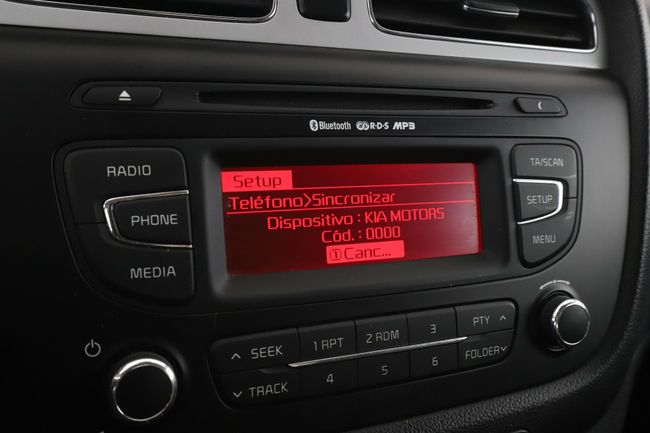 Bluetooth R·D·S MP3
RADIO
PHONE
MEDIA
Setup
Teléfono>Sincronizar
Dispositivo : KIA MOTORS
Cód. : 0000
① Canc...
TA/SCAN
SETUP
MENU
SEEK
TRACK
1 RPT
2 RDM
3
4
5
6
PTY
FOLDER